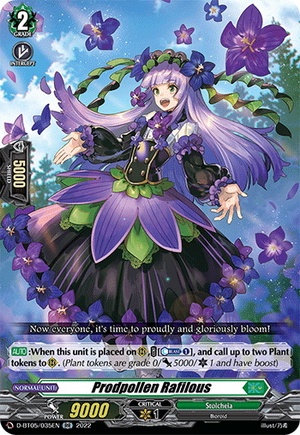 2
GRADE
INTERCEPT
5000
SHIELD
Now everyone, it's time to proudly and gloriously bloom!
AUTO:When this unit is placed on R, [COST [C-BLAST 1], and call up to two Plant
tokens to R. (Plant tokens are grade 0/ 5000/ 1 and have boost)
NORMAL UNIT
Prodpollen Rafilous
POWER 9000
CRITICAL
1
Stoicheia
Bioroid
D-BT05/035EN RR 2022